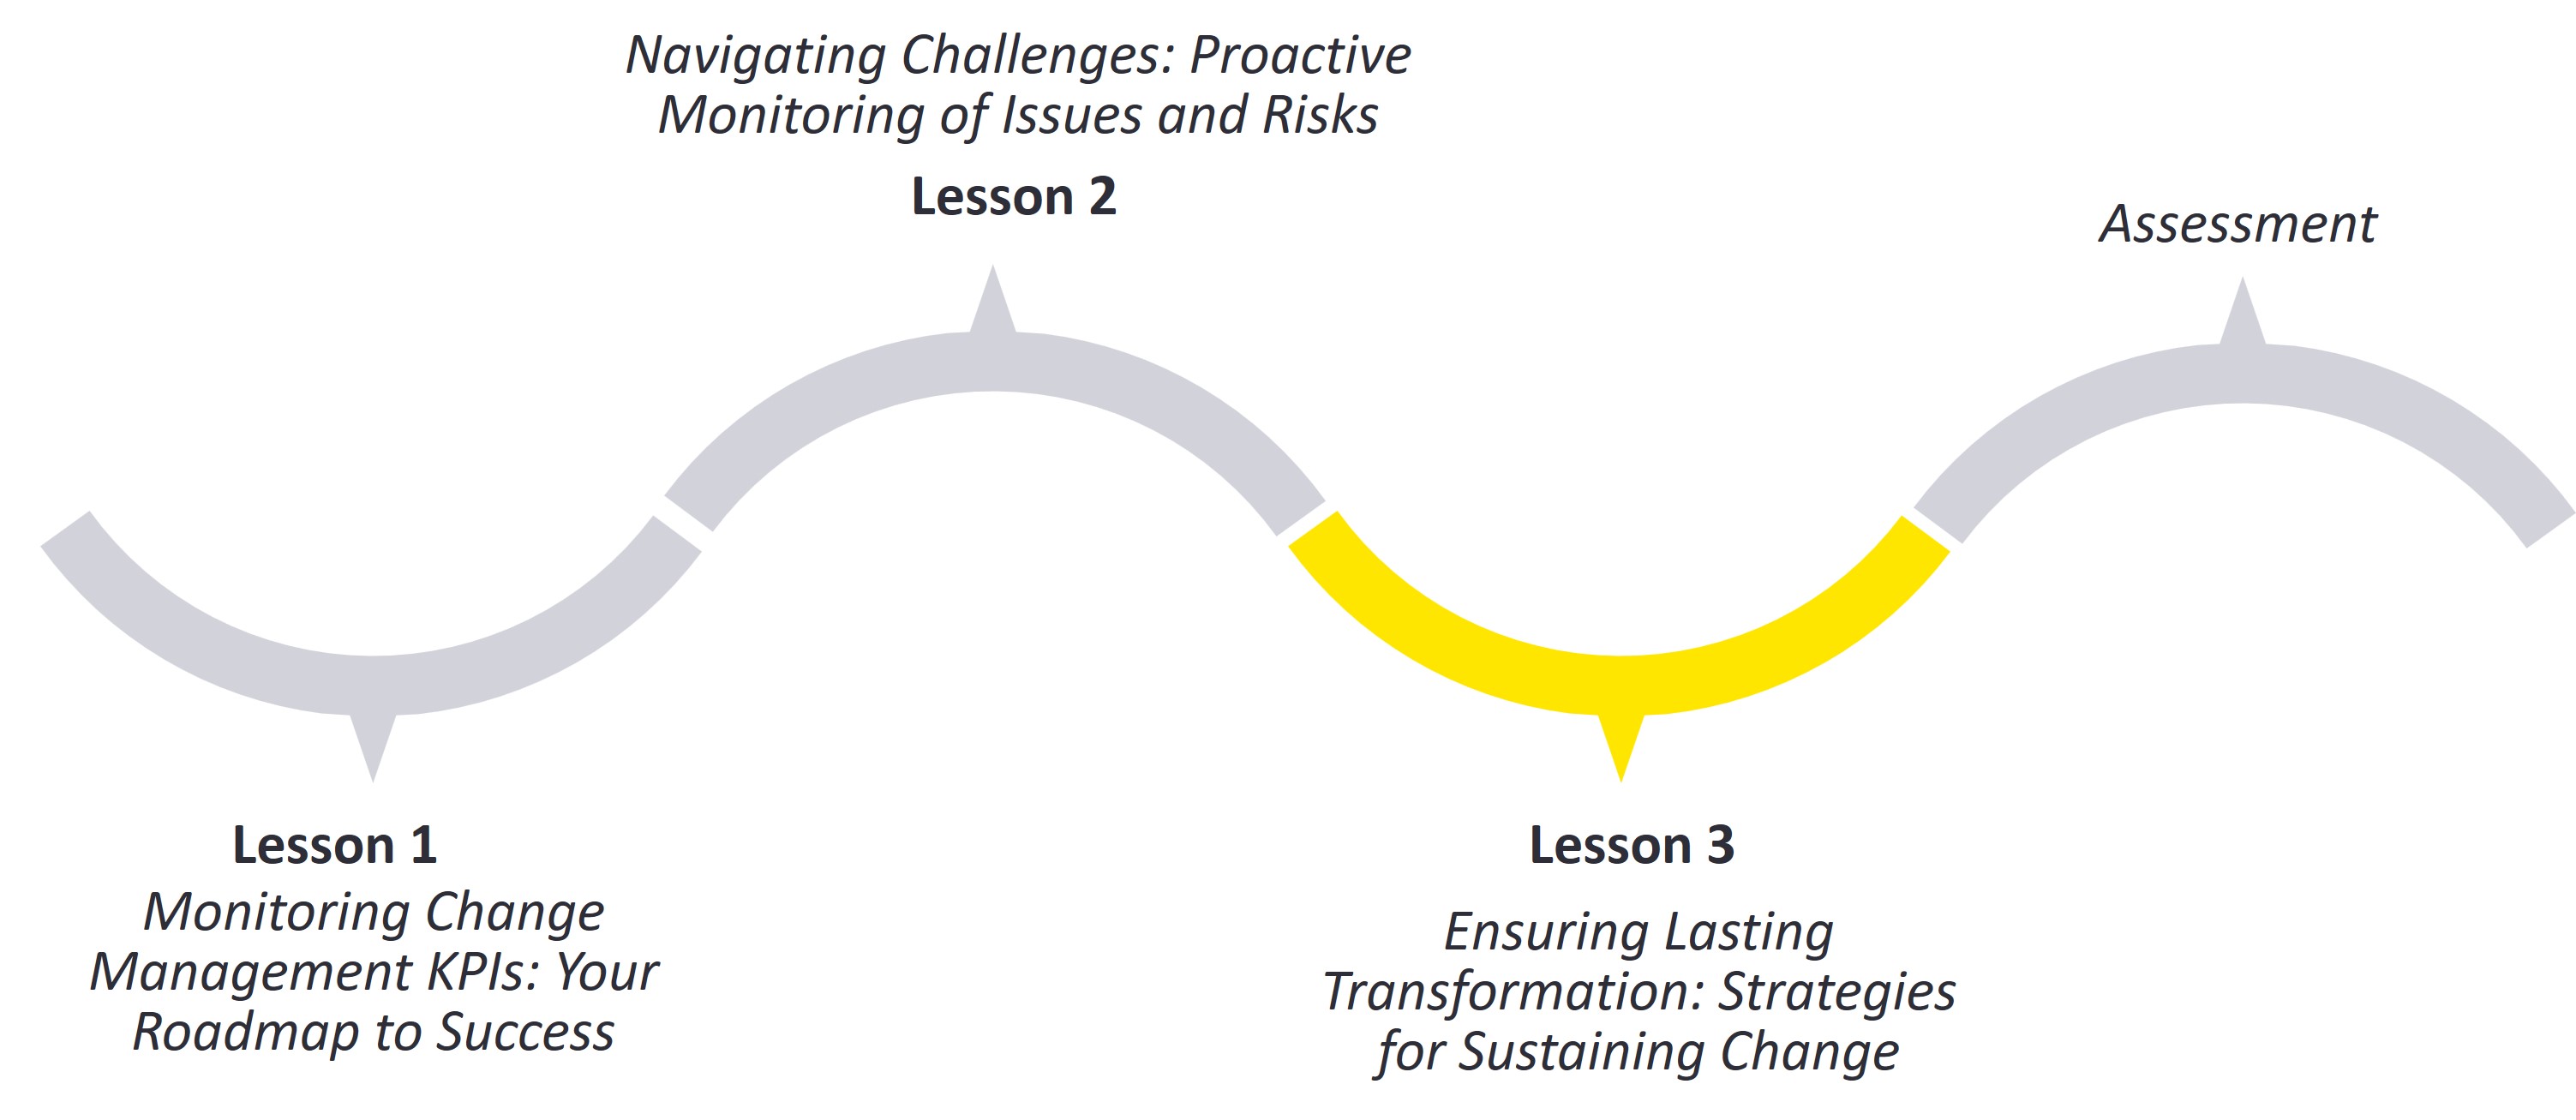 Lesson 1
Monitoring Change
Management KPIs: Your
Roadmap to Success
Navigating Challenges: Proactive
Monitoring of Issues and Risks
Lesson 2
Lesson 3
Ensuring Lasting
Transformation: Strategies
for Sustaining Change
Assessment